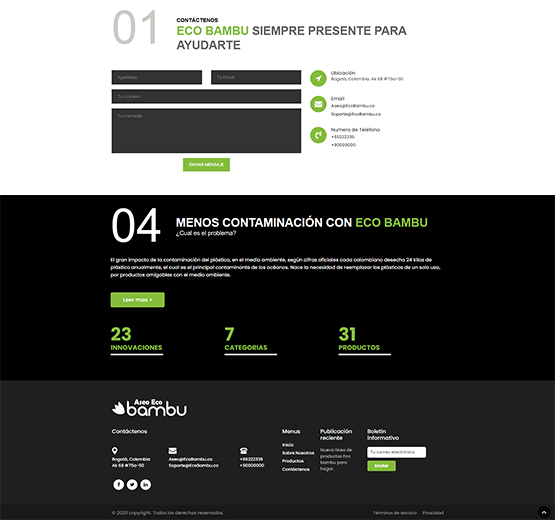 01
CONTÁCTENOS
ECO BAMBU SIEMPRE PRESENTE PARA
AYUDARTE
Apellidos
Tu Email
Tu número
Tu mensaje
ENVIAR MENSAJE
Ubicación
Bogotá, Colombia, Ak 68 #75a-50
Email
Aseo@EcoBambu.co
Soporte@EcoBambu.co
Numero de Telefono
+65222336
+90009000
04
MENOS CONTAMINACIÓN CON ECO BAMBU
¿Cual es el problema?
El gran impacto de la contaminación del plástico, en el medio ambiente, según cifras oficiales cada colombiano desecha 24 kilos de
plástico anualmente, el cual es el principal contaminante de los océanos. Nace la necesidad de reemplazar los plásticos de un solo uso,
por productos amigables con el medio ambiente.
Leer mas >
23
INNOVACIONES
7
CATEGORIAS
31
PRODUCTOS
Aseo Eco
bambu
Contáctenos
Bogotá, Colombia
Ak 68 #75a-50
Aseo@EcoBambu.co
Soporte@EcoBambu.co
+65222336
+90009000
Menus
Inicio
Sobre Nosotros
Productos
Contáctenos
Publicación
reciente
Nueva línea de
productos Eco
bambu para
hogar.
Boletin
informativo
Tu correo electrónico
Enviar
© 2020 copyright. Todos los derechos reservados.
Términos de servicio
Privacidad